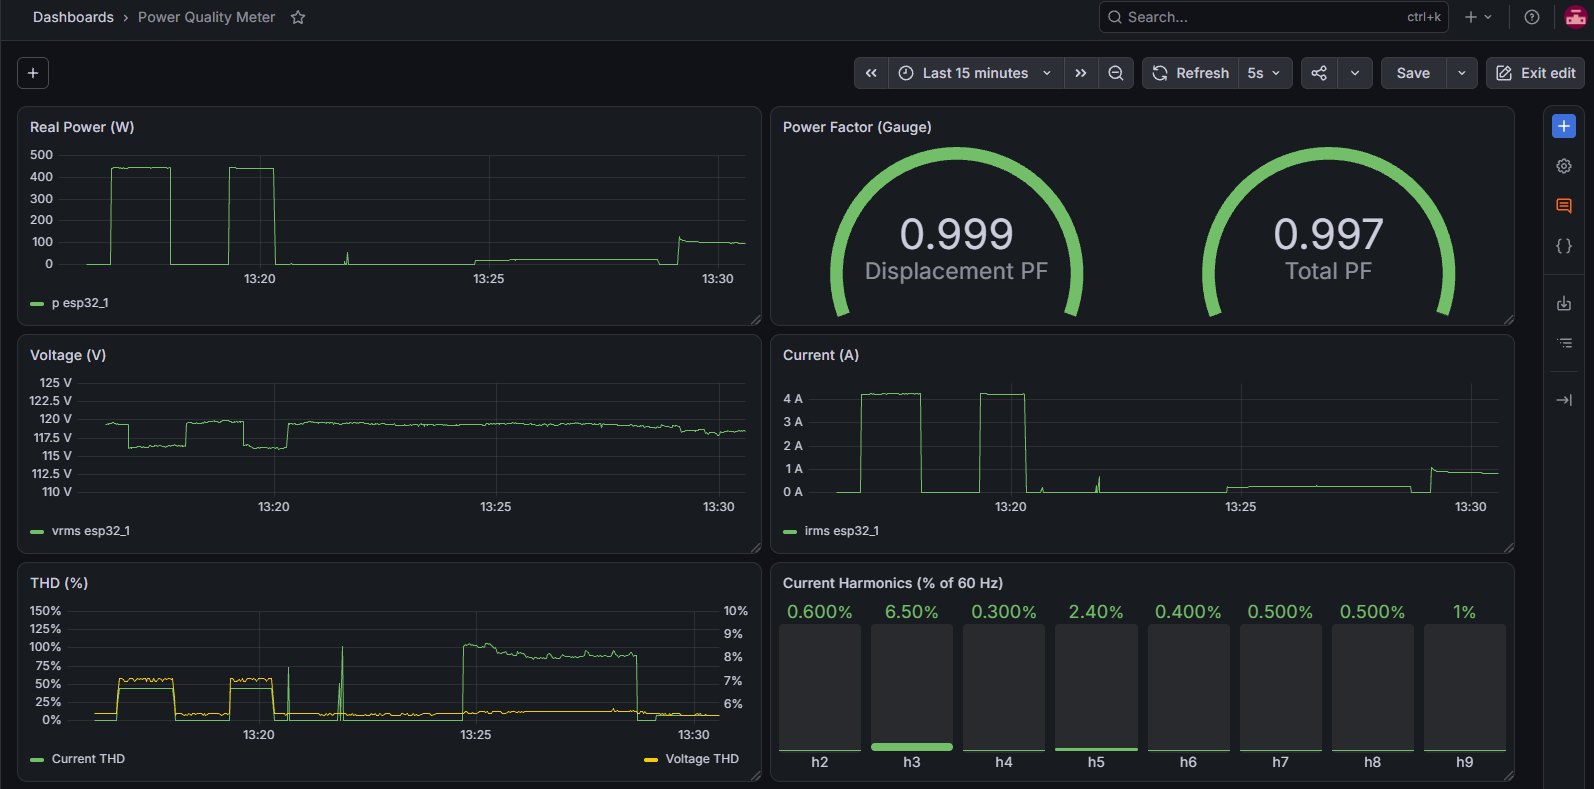 Dashboards › Power Quality Meter
Search... ctrl+k
Last 15 minutes Refresh 5s Save Exit edit
Real Power (W)
500
400
300
200
100
0
13:20 13:25 13:30
p esp32_1
Power Factor (Gauge)
0.999
Displacement PF
0.997
Total PF
Voltage (V)
125 V
122.5 V
120 V
117.5 V
115 V
112.5 V
110 V
13:20 13:25 13:30
vrms esp32_1
Current (A)
4 A
3 A
2 A
1 A
0 A
13:20 13:25 13:30
irms esp32_1
THD (%)
150%
125%
100%
75%
50%
25%
0%
10%
9%
8%
7%
6%
13:20 13:25 13:30
Current THD Voltage THD
Current Harmonics (% of 60 Hz)
0.600% 6.50% 0.300% 2.40% 0.400% 0.500% 0.500% 1%
h2 h3 h4 h5 h6 h7 h8 h9